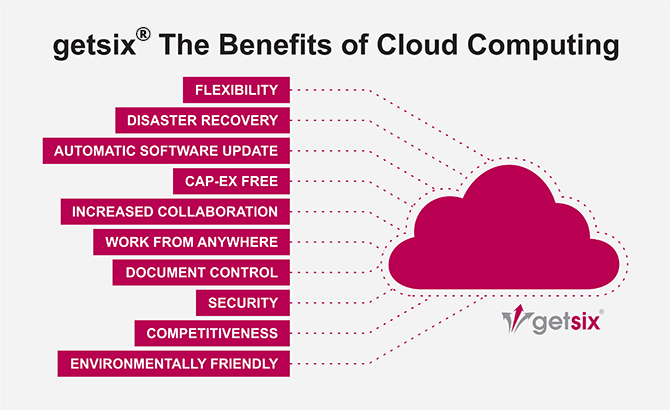 getsix® The Benefits of Cloud Computing
FLEXIBILITY
DISASTER RECOVERY
AUTOMATIC SOFTWARE UPDATE
CAP-EX FREE
INCREASED COLLABORATION
WORK FROM ANYWHERE
DOCUMENT CONTROL
SECURITY
COMPETITIVENESS
ENVIRONMENTALLY FRIENDLY
getsix®